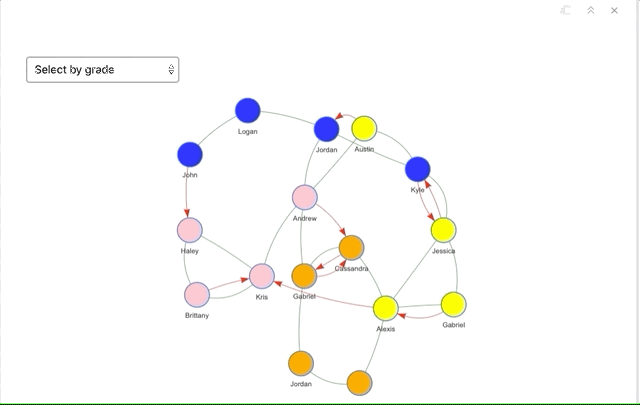 Select by grade
Logan
Jordan
Austin
John
Kyle
Andrew
Haley
Jessica
Cassandra
Kris
Gabriel
Brittany
Alexis
Gabriel
Jordan